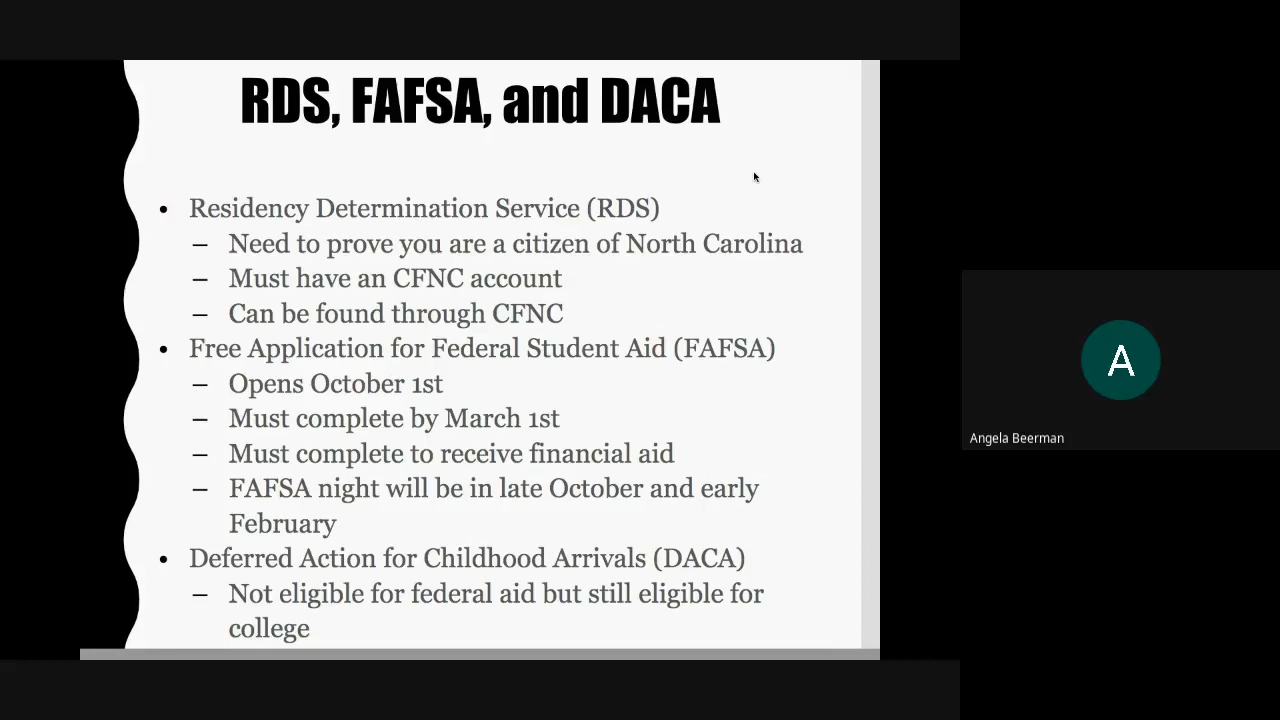 RDS, FAFSA, and DACA
• Residency Determination Service (RDS)
– Need to prove you are a citizen of North Carolina
– Must have an CFNC account
– Can be found through CFNC
• Free Application for Federal Student Aid (FAFSA)
– Opens October 1st
– Must complete by March 1st
– Must complete to receive financial aid
– FAFSA night will be in late October and early
February
• Deferred Action for Childhood Arrivals (DACA)
– Not eligible for federal aid but still eligible for
college
A
Angela Beerman